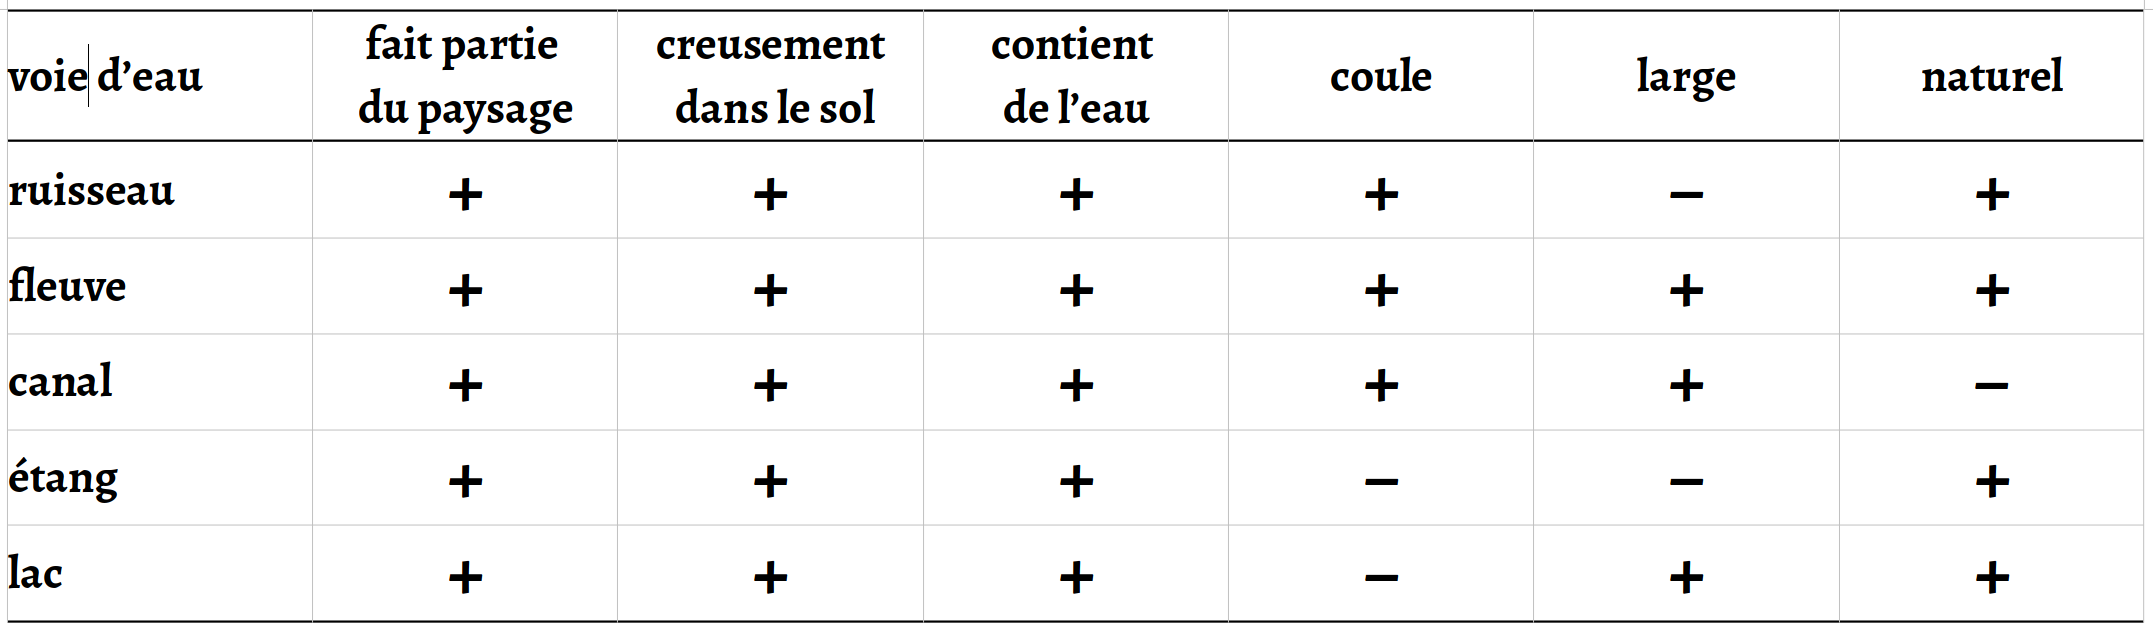 voie d’eau fait partie du paysage creusement dans le sol contient de l’eau coule large naturel
ruisseau + + + + – +
fleuve + + + + + +
canal + + + + + –
étang + + + – – +
lac + + + – + +